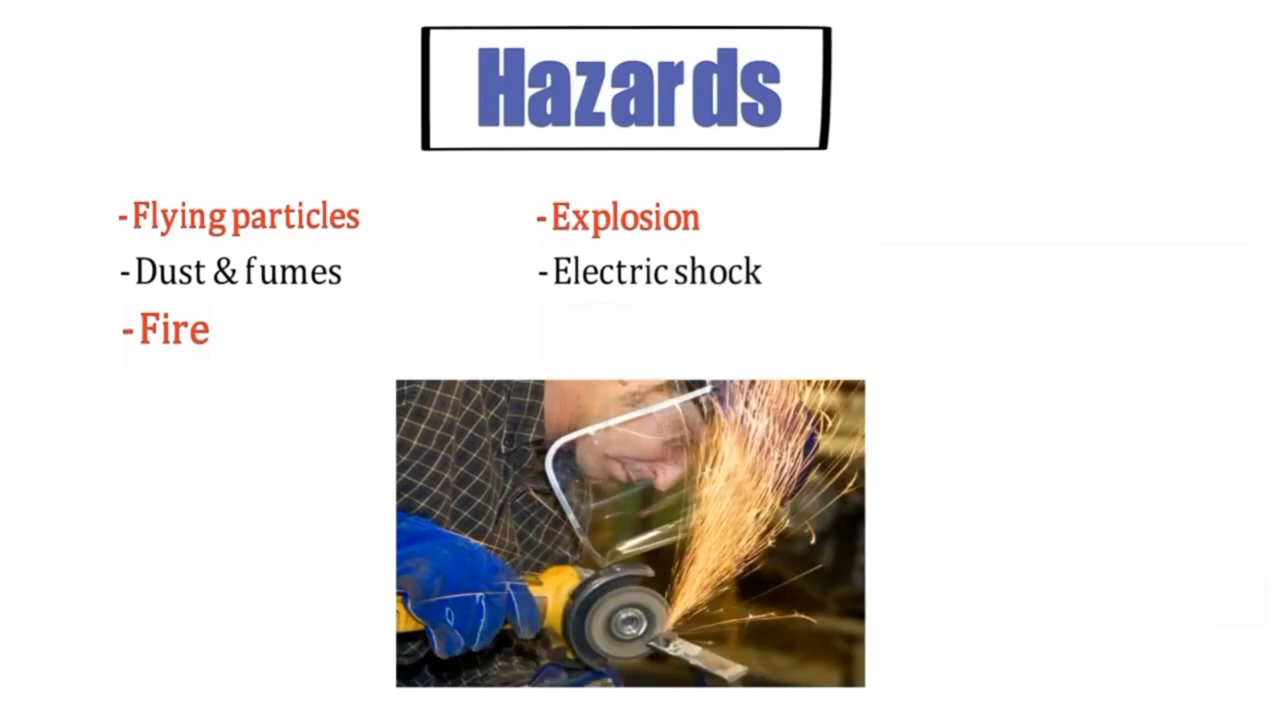 Hazards
-Flying particles
-Dust & fumes
-Fire
-Explosion
-Electric shock